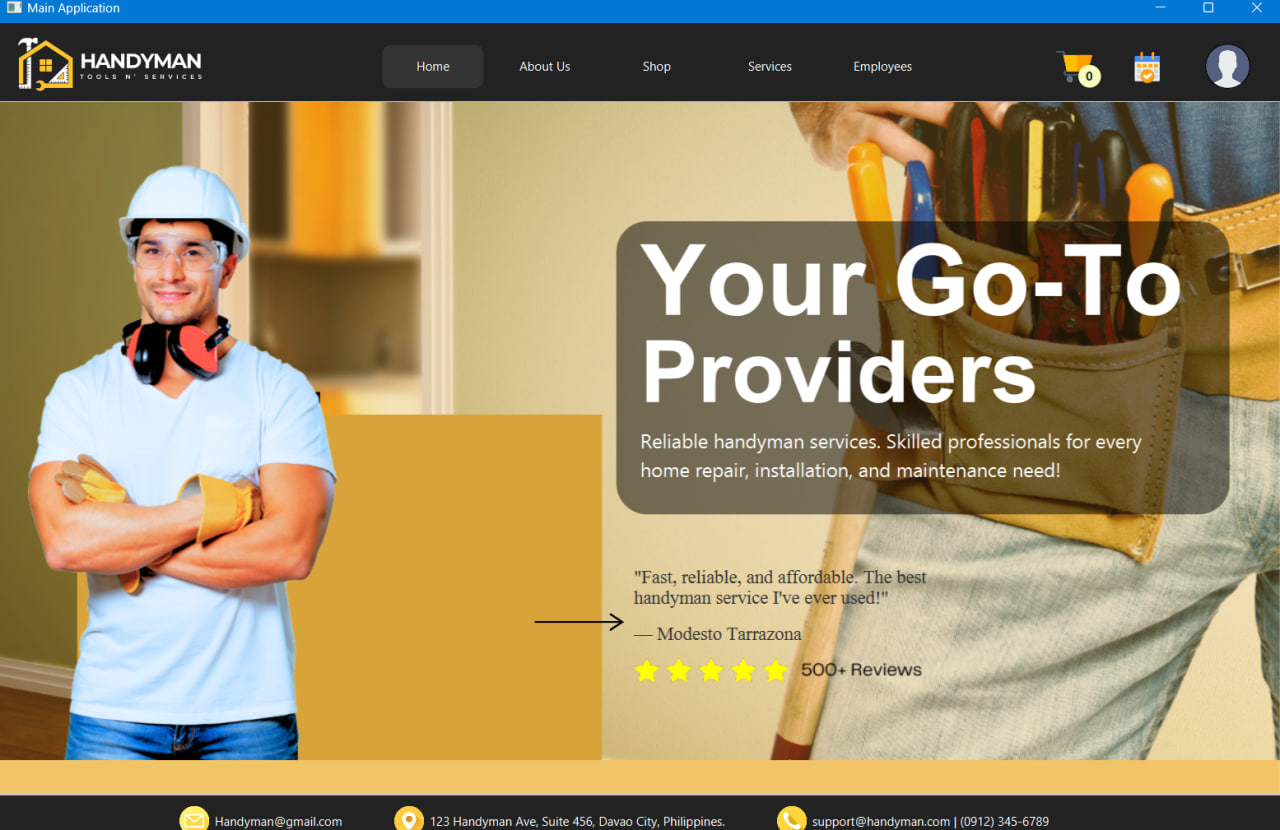 Main Application
HANDYMAN
TOOLS N' SERVICES
Home
About Us
Shop
Services
Employees
0
Your Go-To
Providers
Reliable handyman services. Skilled professionals for every
home repair, installation, and maintenance need!
"Fast, reliable, and affordable. The best
handyman service I've ever used!"
— Modesto Tarrazona
500+ Reviews
Handyman@gmail.com
123 Handyman Ave, Suite 456, Davao City, Philippines.
support@handyman.com | (0912) 345-6789